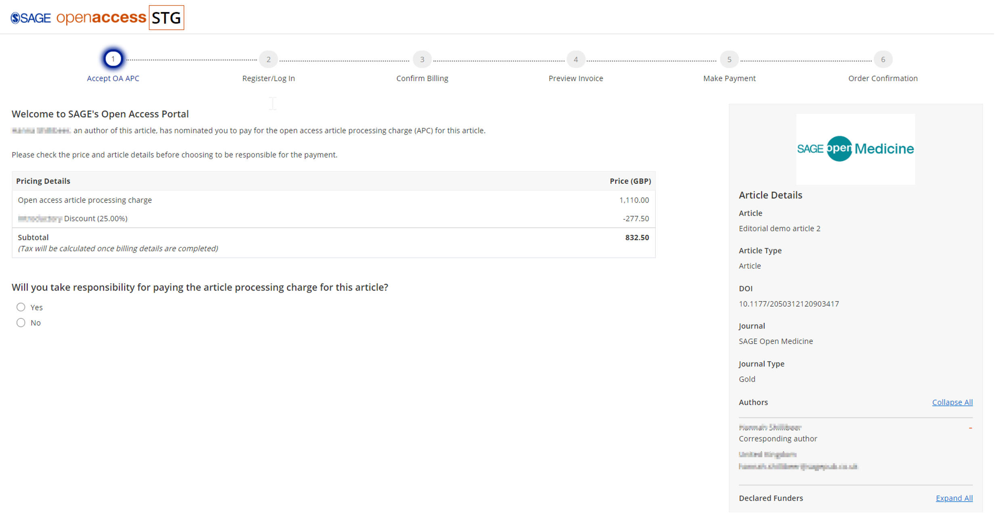 SAGE openaccess STG
1 2 3 4 5 6
Accept OA APC Register/Log In Confirm Billing Preview Invoice Make Payment Order Confirmation
Welcome to SAGE's Open Access Portal
an author of this article, has nominated you to pay for the open access article processing charge (APC) for this article.
Please check the price and article details before choosing to be responsible for the payment.
Pricing Details Price (GBP)
Open access article processing charge 1,110.00
Discount (25.00%) -277.50
Subtotal 832.50
(Tax will be calculated once billing details are completed)
Will you take responsibility for paying the article processing charge for this article?
Yes
No
SAGE open Medicine
Article Details
Article
Editorial demo article 2
Article Type
Article
DOI
10.1177/2050312120903417
Journal
SAGE Open Medicine
Journal Type
Gold
Authors Collapse All
-
Corresponding author
Declared Funders Expand All